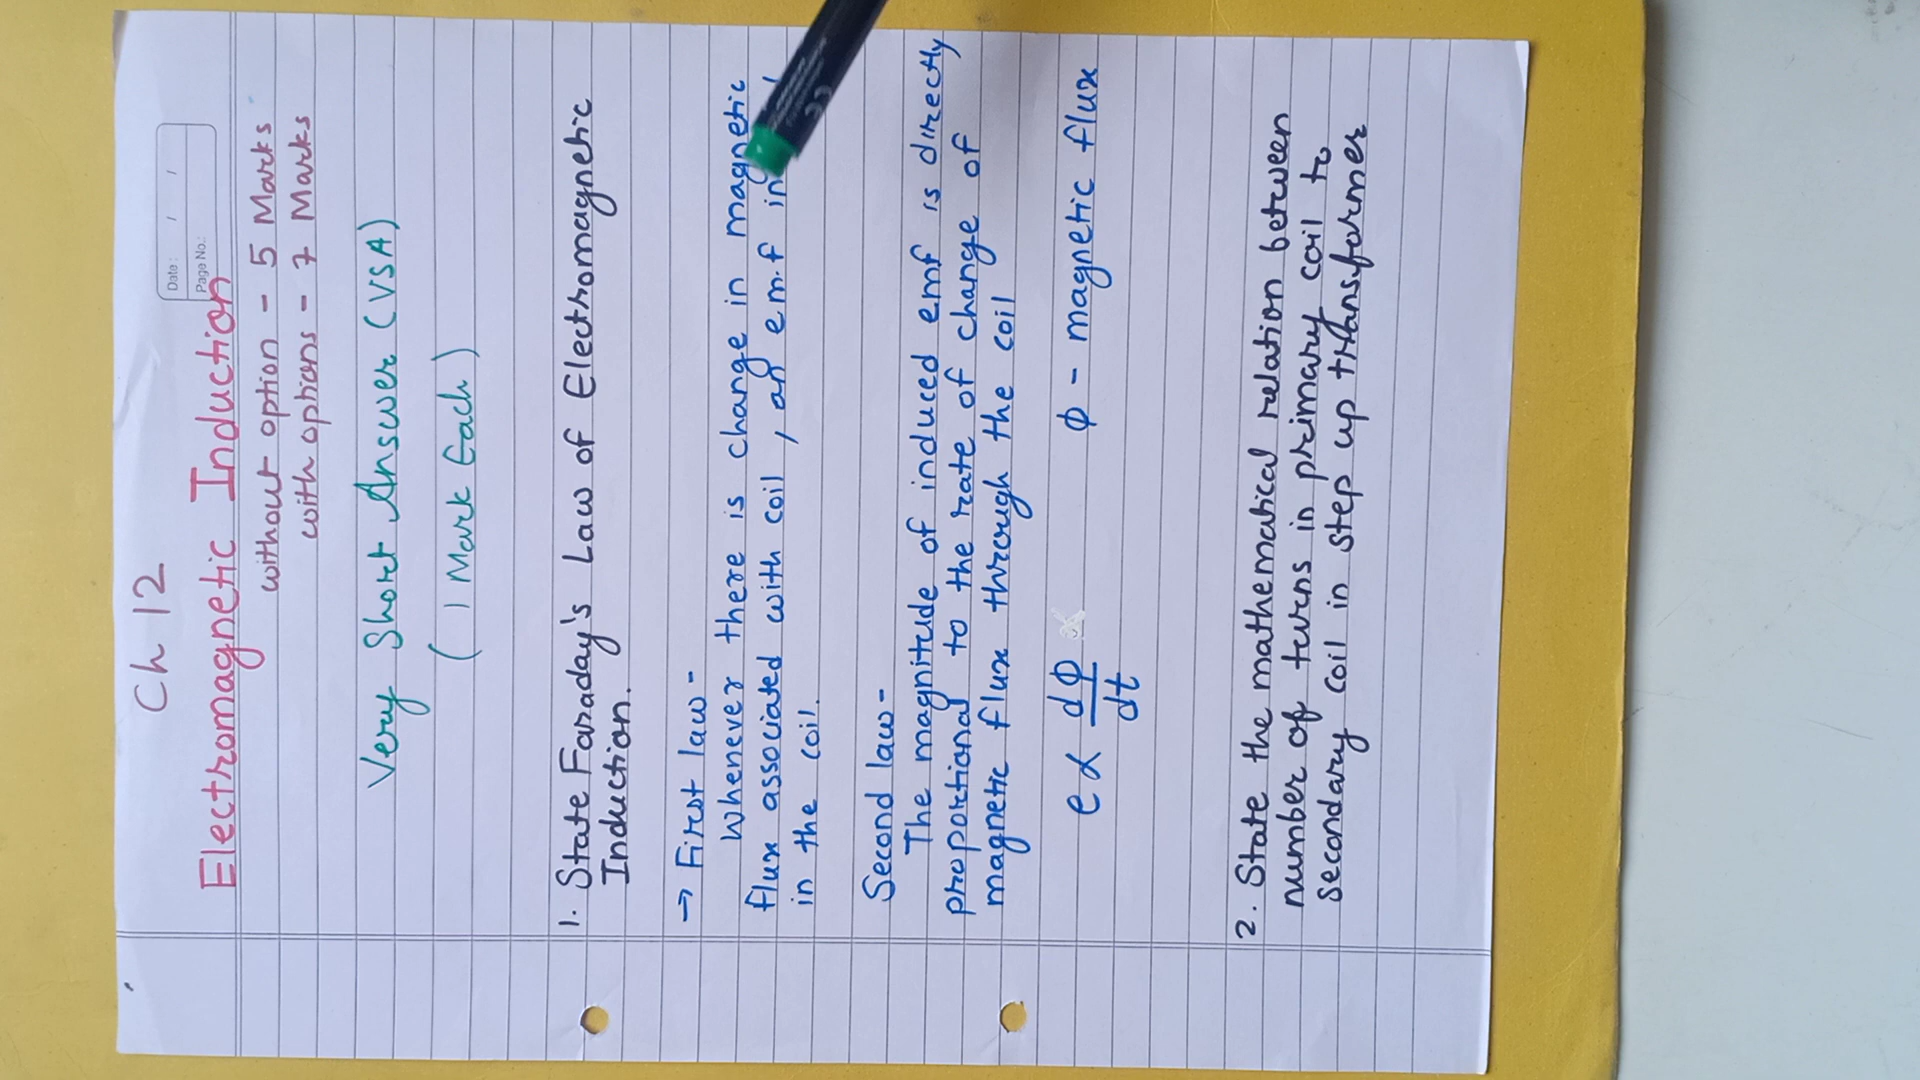 Date : / /
Page No.:
Ch 12
Electromagnetic Induction
without option - 5 Marks
with options - 7 Marks
Very Short Answer (VSA)
(1 Mark Each)
1. State Faraday's Law of Electromagnetic
Induction.
→ First law -
Whenever there is change in magnetic
flux associated with coil, an e.m.f
in the coil.
Second law -
The magnitude of induced emf is directly
proportional to the rate of change of
magnetic flux through the coil
e ∝ dϕ/dt ϕ - magnetic flux
2. State the mathematical relation between
number of turns in primary coil to
secondary coil in step up transformer